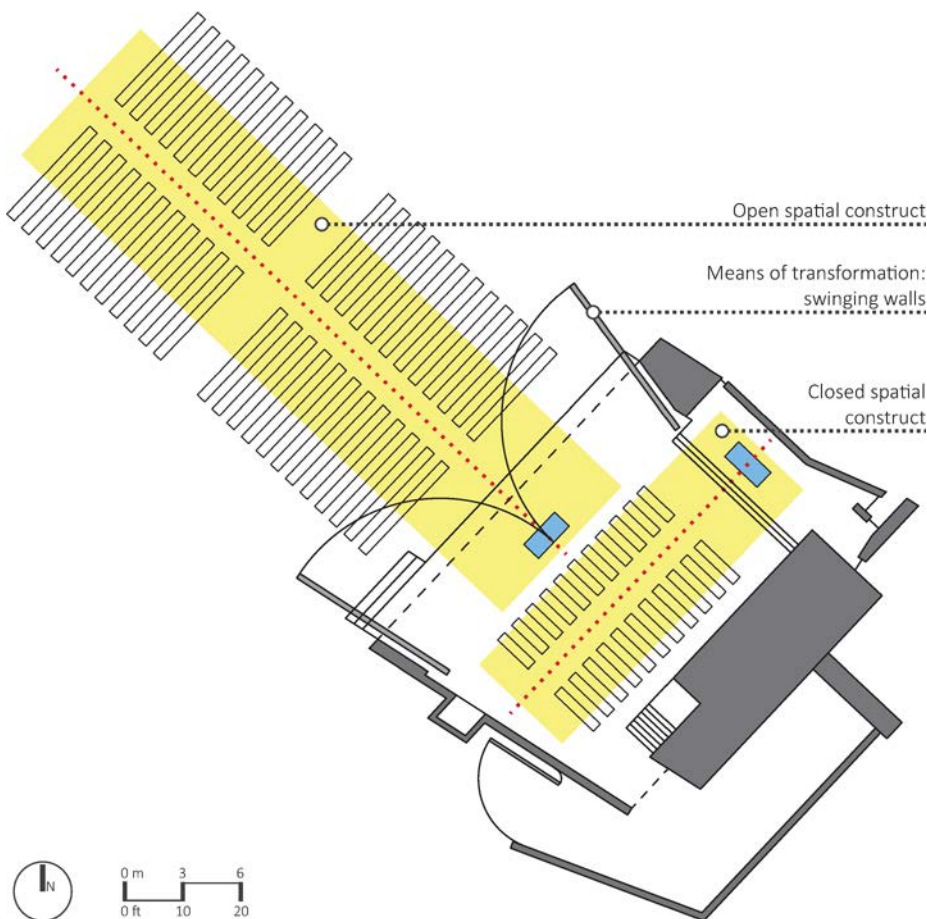 Open spatial construct
Means of transformation:
swinging walls
Closed spatial
construct
N
0 m 3 6
0 ft 10 20